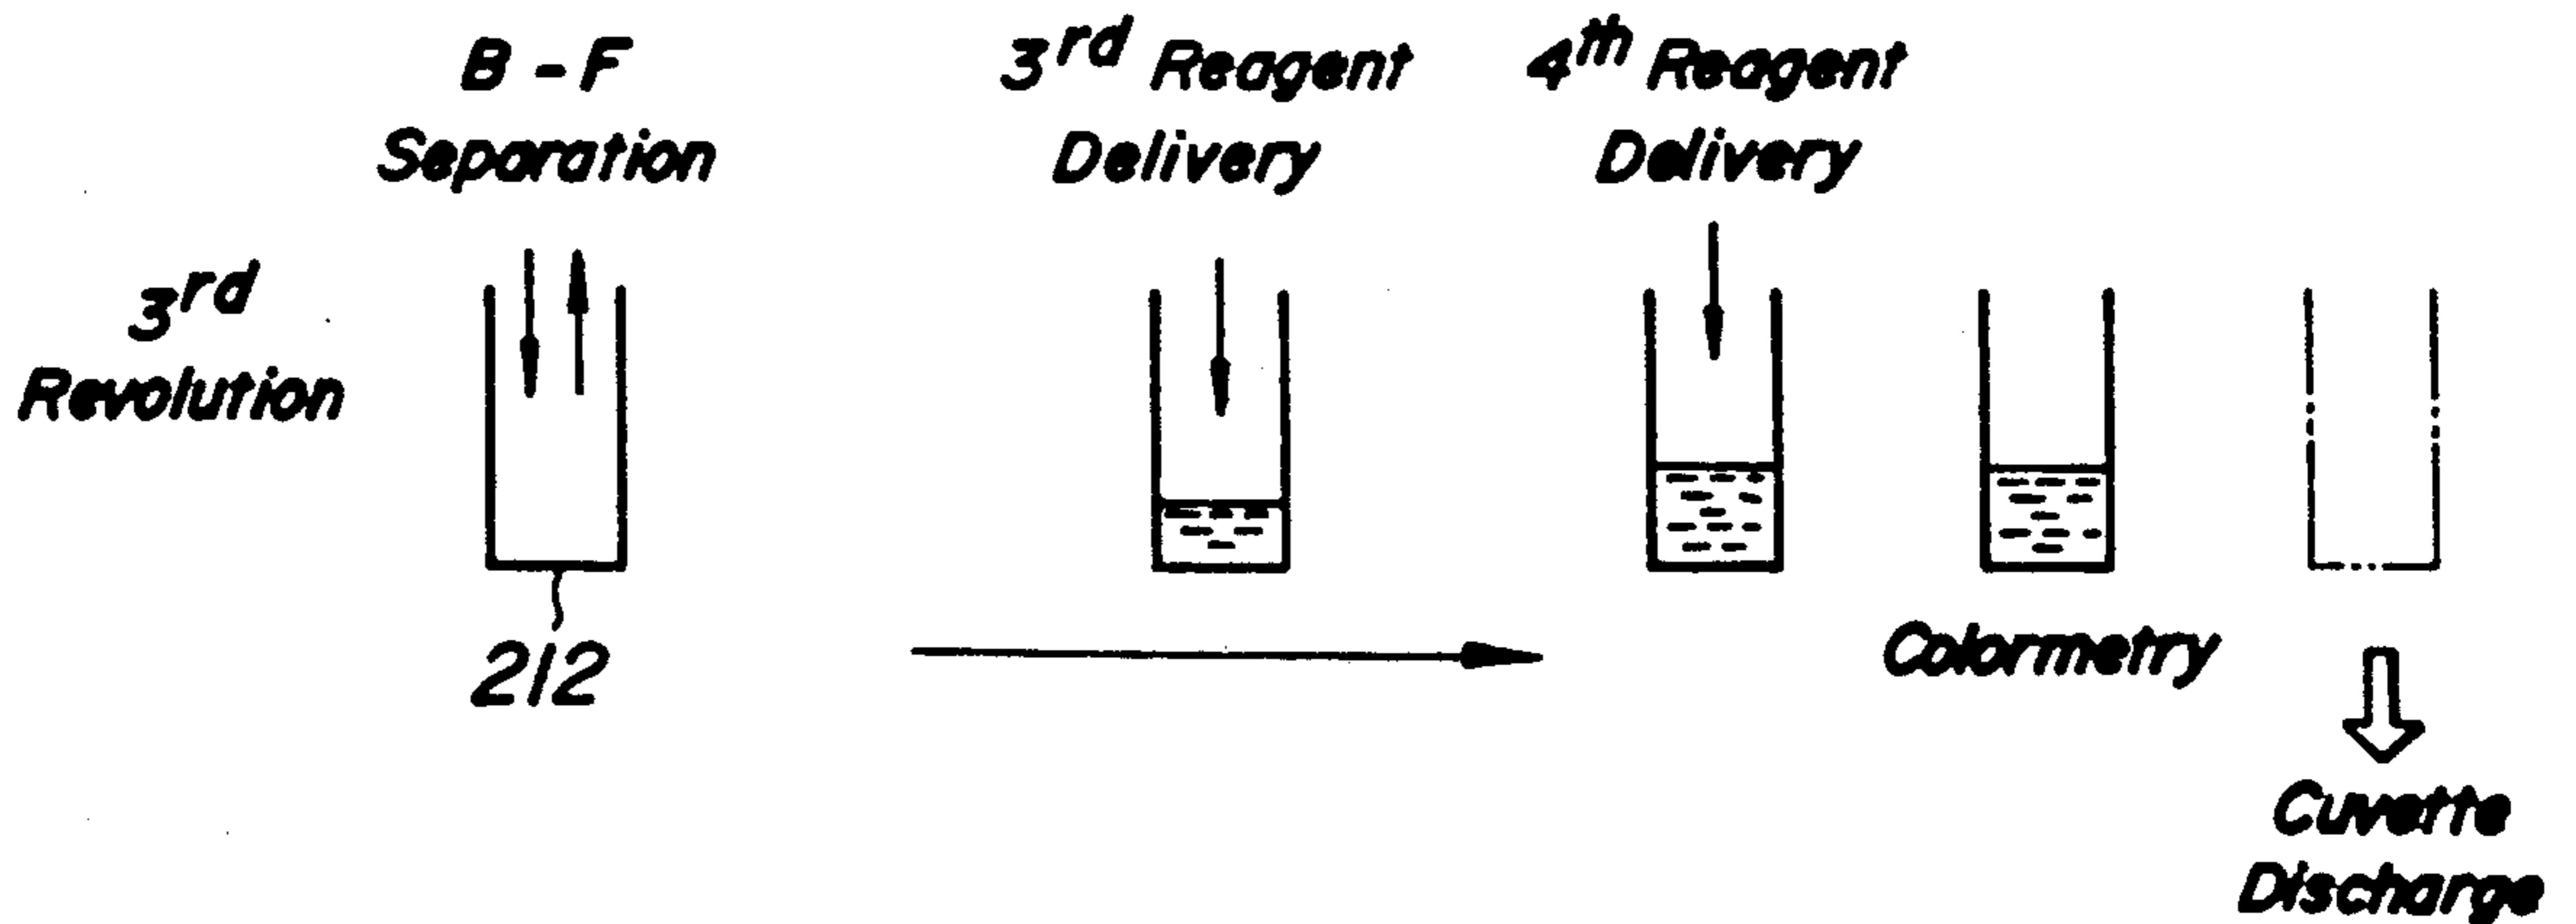 B - F
Separation
3rd Reagent
Delivery
4th Reagent
Delivery
3rd
Revolution
212
Colormetry
Cuvette
Discharge